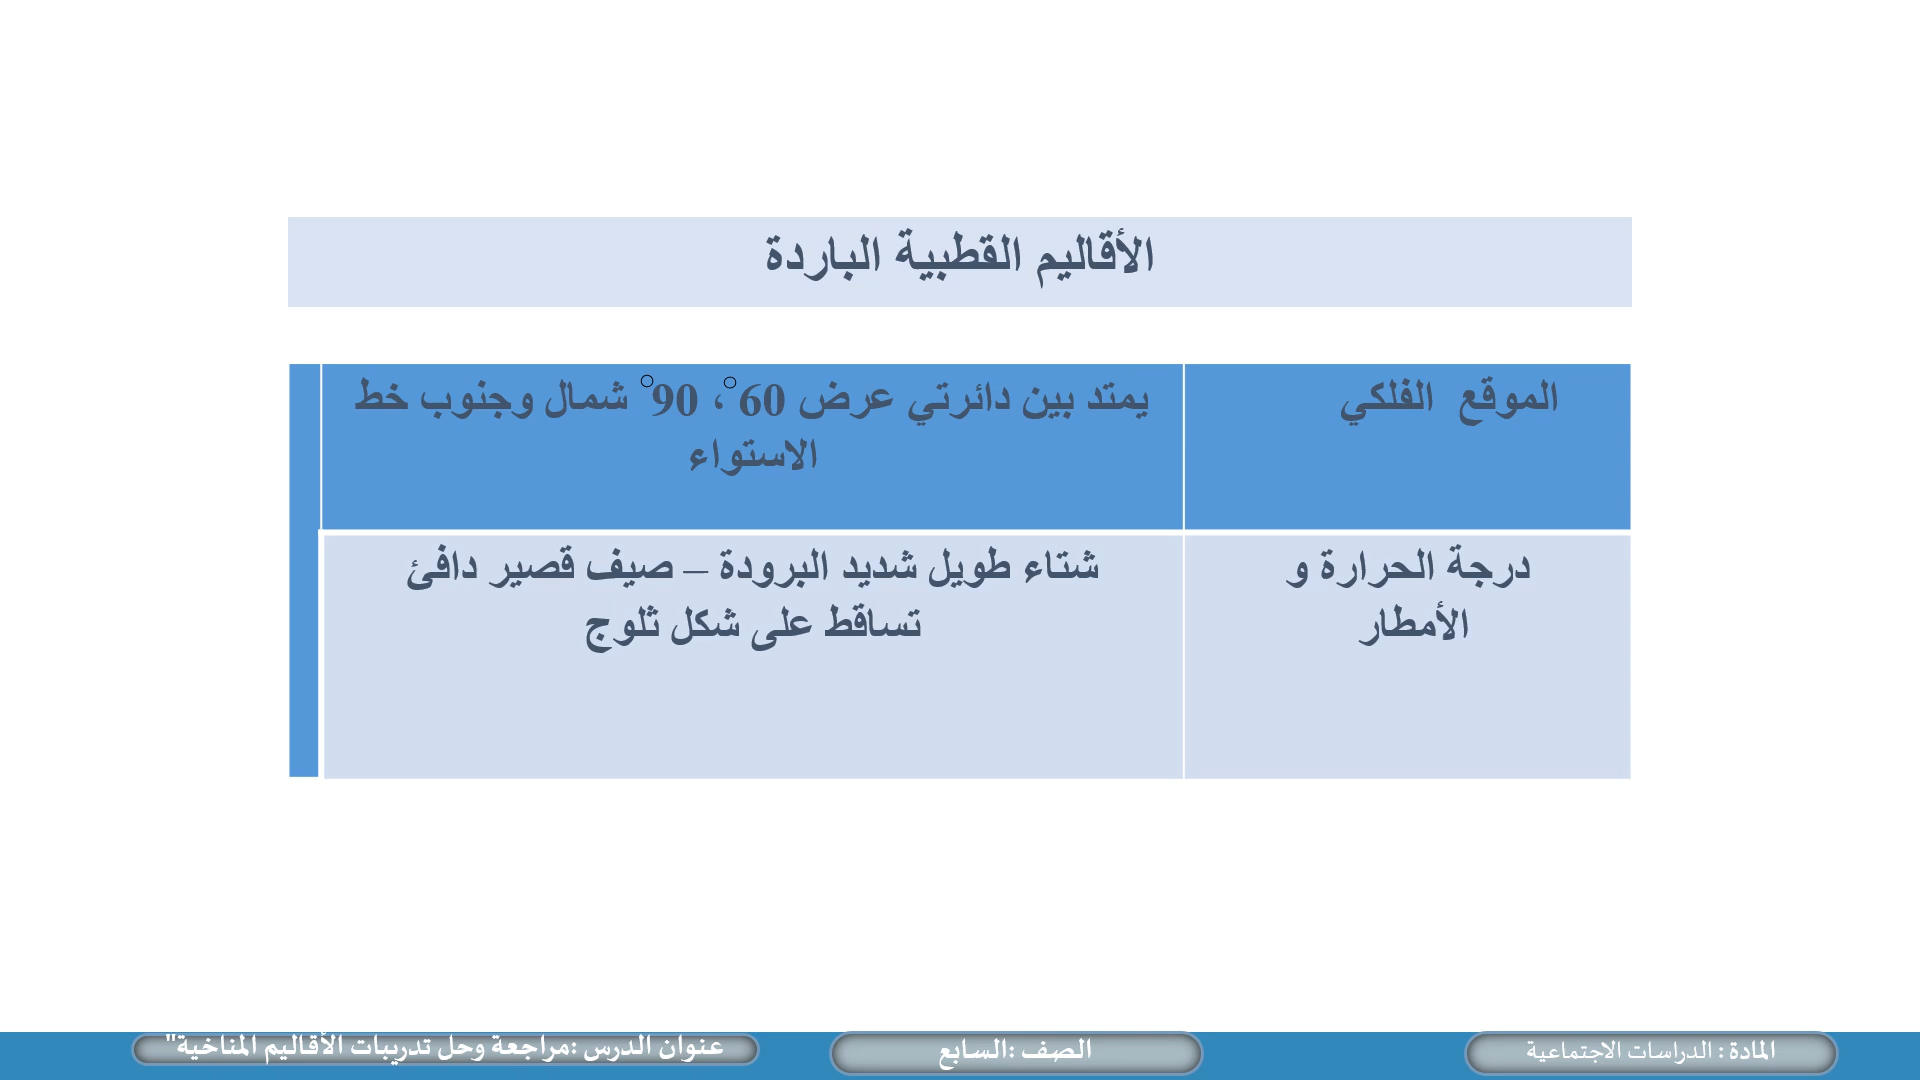 الأقاليم القطبية الباردة
الموقع الفلكي
يمتد بين دائرتي عرض 60°، 90° شمال وجنوب خط
الاستواء
درجة الحرارة و
الأمطار
شتاء طويل شديد البرودة – صيف قصير دافئ
تساقط على شكل ثلوج
المادة : الدراسات الاجتماعية
الصف :السابع
عنوان الدرس :مراجعة وحل تدريبات الأقاليم المناخية"